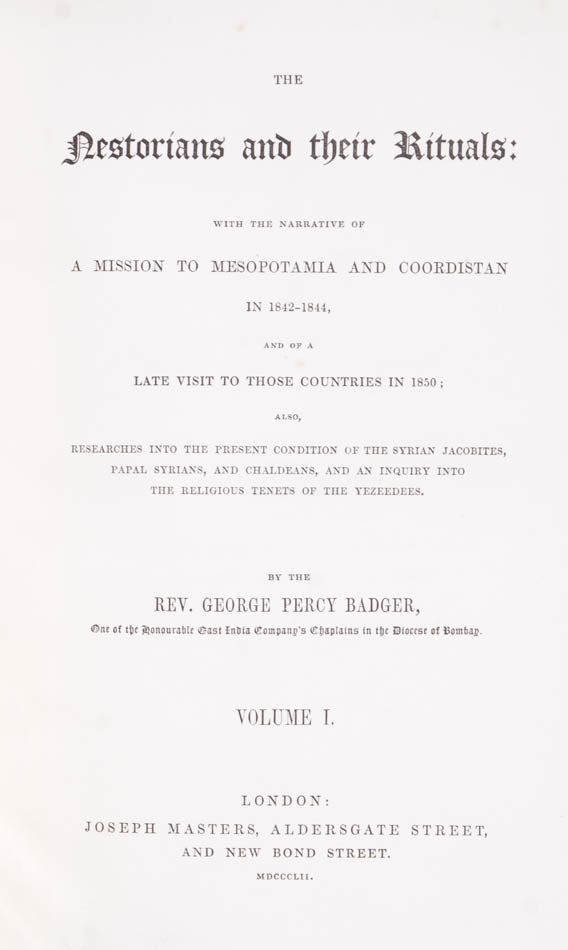 THE
Nestorians and their Rituals:
WITH THE NARRATIVE OF
A MISSION TO MESOPOTAMIA AND COORDISTAN
IN 1842-1844,
AND OF A
LATE VISIT TO THOSE COUNTRIES IN 1850;
ALSO,
RESEARCHES INTO THE PRESENT CONDITION OF THE SYRIAN JACOBITES,
PAPAL SYRIANS, AND CHALDEANS, AND AN INQUIRY INTO
THE RELIGIOUS TENETS OF THE YEZEEDEES.
BY THE
REV. GEORGE PERCY BADGER,
One of the Honourable East India Company's Chaplains in the Diocese of Bombay.
VOLUME I.
LONDON:
JOSEPH MASTERS, ALDERSGATE STREET,
AND NEW BOND STREET.
MDCCCLII.